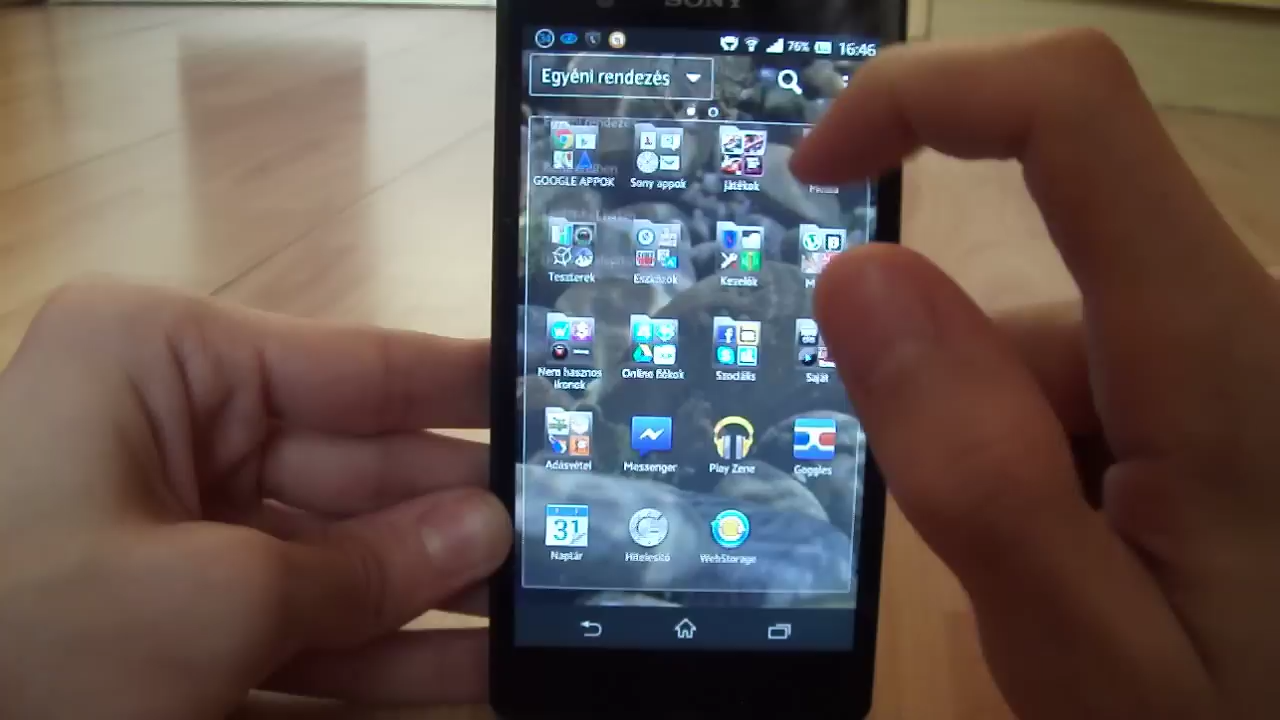 SONY
76% 16:46
Egyéni rendezés
GOOGLE APPOK Sony appok Játékok
Teszterek Eszközök Kezelők
Nem hasznos ikonok Online fiókok Szociális Saját
Adásvétel Messenger Play Zene Goggles
31
Naptár Hitelesítő WebStorage